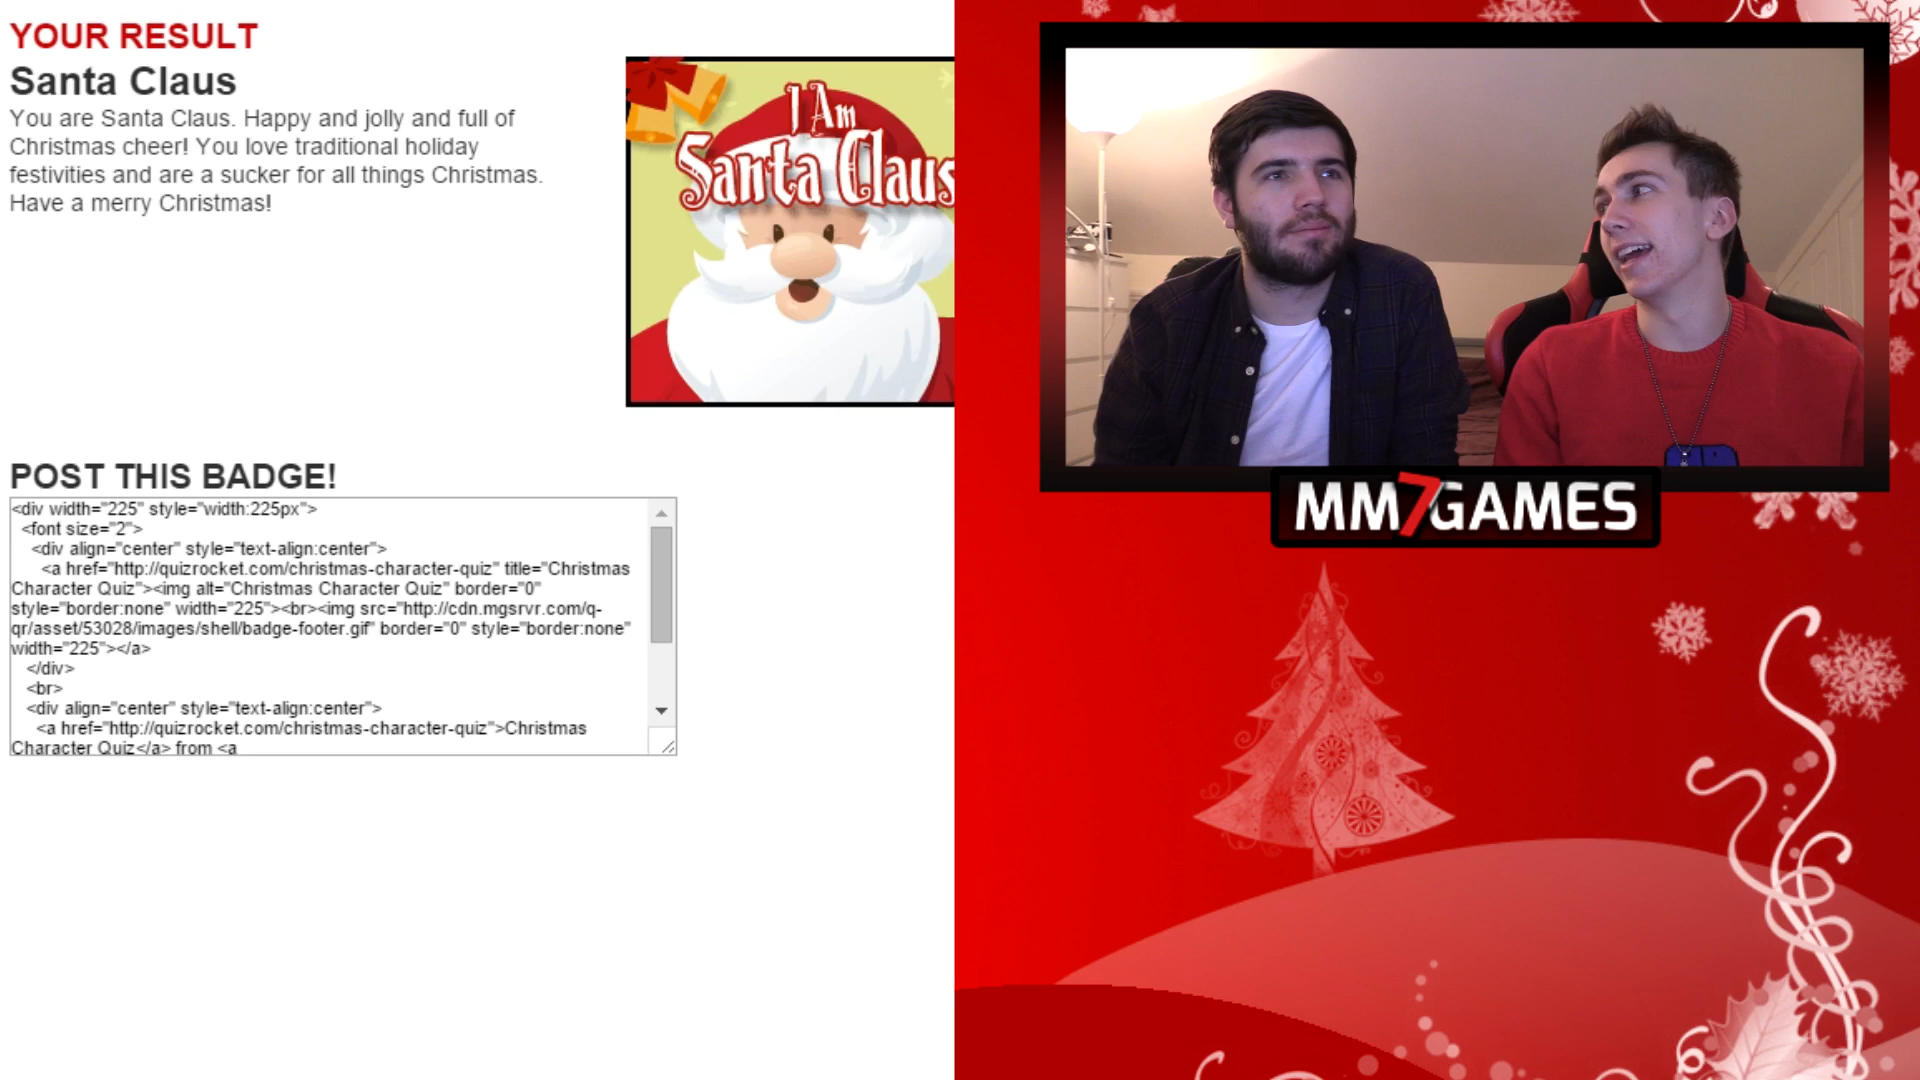 YOUR RESULT
Santa Claus
You are Santa Claus. Happy and jolly and full of
Christmas cheer! You love traditional holiday
festivities and are a sucker for all things Christmas.
Have a merry Christmas!
I Am
Santa Claus
POST THIS BADGE!
<div width="225" style="width:225px">
<font size="2">
<div align="center" style="text-align:center">
<a href="http://quizrocket.com/christmas-character-quiz" title="Christmas
Character Quiz"><img alt="Christmas Character Quiz" border="0"
style="border:none" width="225"><br><img src="http://cdn.mgsrvr.com/q-
qr/asset/53028/images/shell/badge-footer.gif" border="0" style="border:none"
width="225"></a>
</div>
<br>
<div align="center" style="text-align:center">
<a href="http://quizrocket.com/christmas-character-quiz">Christmas
Character Quiz</a> from <a
MM7GAMES